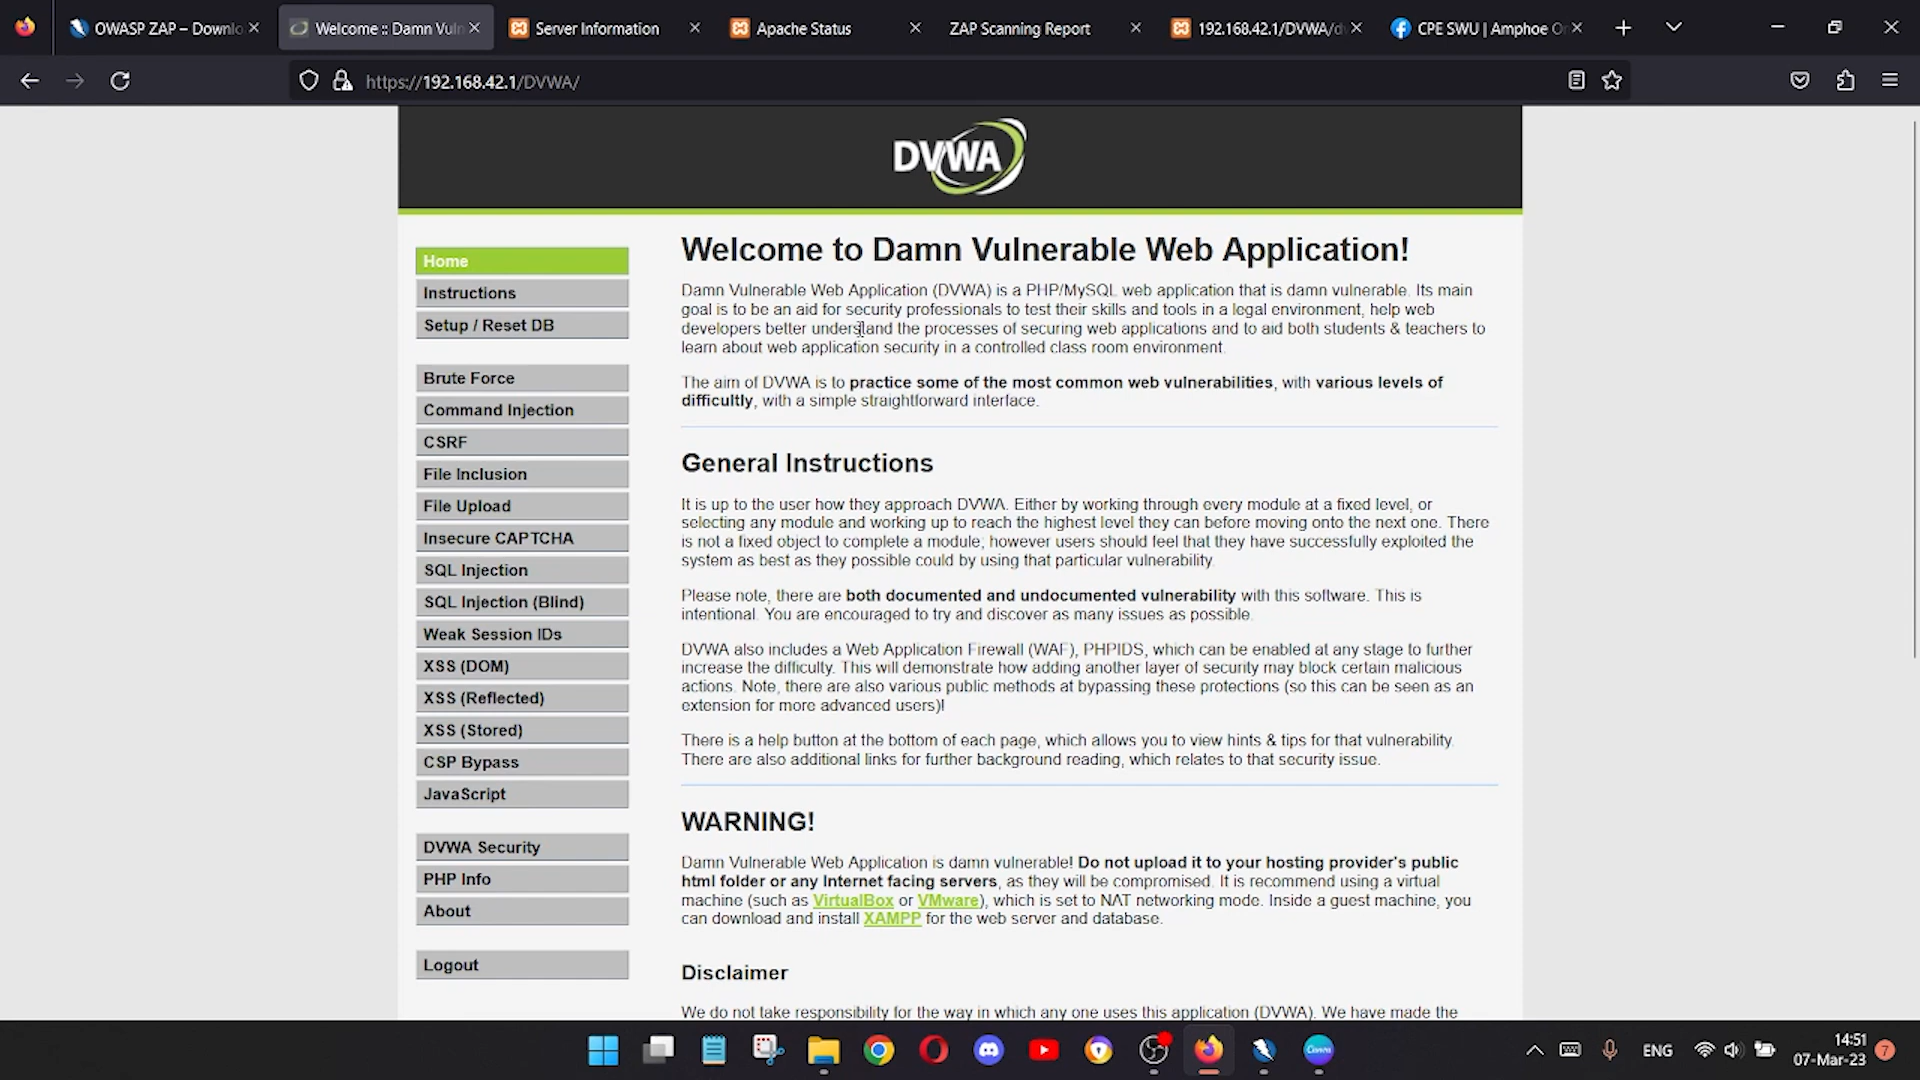 OWASP ZAP – Downlo
Welcome :: Damn Vuln
Server Information
Apache Status
ZAP Scanning Report
192.168.42.1/DVWA/d
CPE SWU | Amphoe O
https://192.168.42.1/DVWA/
DVWA
Home
Instructions
Setup / Reset DB
Brute Force
Command Injection
CSRF
File Inclusion
File Upload
Insecure CAPTCHA
SQL Injection
SQL Injection (Blind)
Weak Session IDs
XSS (DOM)
XSS (Reflected)
XSS (Stored)
CSP Bypass
JavaScript
DVWA Security
PHP Info
About
Logout
Welcome to Damn Vulnerable Web Application!
Damn Vulnerable Web Application (DVWA) is a PHP/MySQL web application that is damn vulnerable. Its main
goal is to be an aid for security professionals to test their skills and tools in a legal environment, help web
developers better understand the processes of securing web applications and to aid both students & teachers to
learn about web application security in a controlled class room environment.
The aim of DVWA is to practice some of the most common web vulnerabilities, with various levels of
difficultly, with a simple straightforward interface.
General Instructions
It is up to the user how they approach DVWA. Either by working through every module at a fixed level, or
selecting any module and working up to reach the highest level they can before moving onto the next one. There
is not a fixed object to complete a module; however users should feel that they have successfully exploited the
system as best as they possible could by using that particular vulnerability.
Please note, there are both documented and undocumented vulnerability with this software. This is
intentional. You are encouraged to try and discover as many issues as possible.
DVWA also includes a Web Application Firewall (WAF), PHPIDS, which can be enabled at any stage to further
increase the difficulty. This will demonstrate how adding another layer of security may block certain malicious
actions. Note, there are also various public methods at bypassing these protections (so this can be seen as an
extension for more advanced users)!
There is a help button at the bottom of each page, which allows you to view hints & tips for that vulnerability.
There are also additional links for further background reading, which relates to that security issue.
WARNING!
Damn Vulnerable Web Application is damn vulnerable! Do not upload it to your hosting provider's public
html folder or any Internet facing servers, as they will be compromised. It is recommend using a virtual
machine (such as VirtualBox or VMware), which is set to NAT networking mode. Inside a guest machine, you
can download and install XAMPP for the web server and database.
Disclaimer
We do not take responsibility for the way in which any one uses this application (DVWA). We have made the
Canva
ENG
14:51
07-Mar-23
7